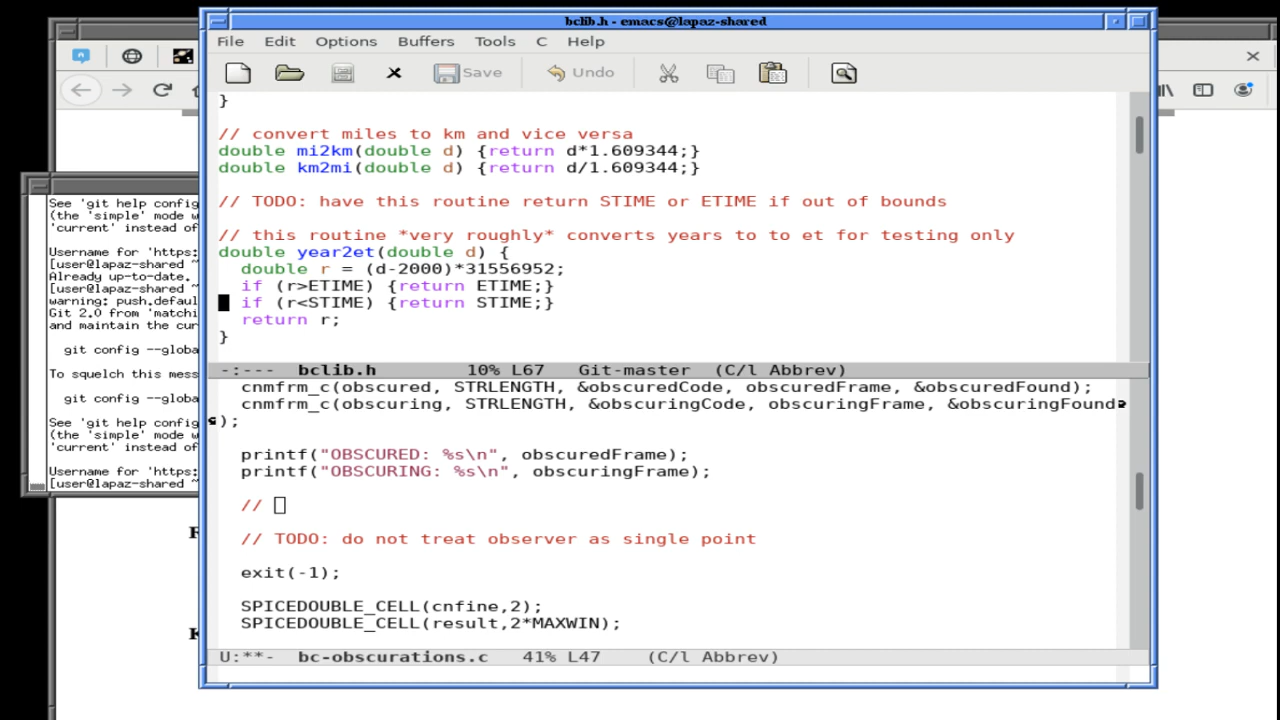 bclib.h - emacs@lapaz-shared
File Edit Options Buffers Tools C Help
Save Undo
}
// convert miles to km and vice versa
double mi2km(double d) {return d*1.609344;}
double km2mi(double d) {return d/1.609344;}
// TODO: have this routine return STIME or ETIME if out of bounds
// this routine *very roughly* converts years to to et for testing only
double year2et(double d) {
double r = (d-2000)*31556952;
if (r>ETIME) {return ETIME;}
if (r<STIME) {return STIME;}
return r;
}
-:--- bclib.h 10% L67 Git-master (C/l Abbrev)
cnmfrm_c(obscured, STRLENGTH, &obscuredCode, obscuredFrame, &obscuredFound);
cnmfrm_c(obscuring, STRLENGTH, &obscuringCode, obscuringFrame, &obscuringFound
);
printf("OBSCURED: %s\n", obscuredFrame);
printf("OBSCURING: %s\n", obscuringFrame);
//
// TODO: do not treat observer as single point
exit(-1);
SPICEDOUBLE_CELL(cnfine,2);
SPICEDOUBLE_CELL(result,2*MAXWIN);
U:**- bc-obscurations.c 41% L47 (C/l Abbrev)
See 'git help config
(the 'simple' mode w
'current' instead of
Username for 'https:
[user@lapaz-shared ~
Already up-to-date.
[user@lapaz-shared ~
warning: push.defaul
Git 2.0 from 'matchi
and maintain the cur
git config --globa
To squelch this mess
git config --globa
See 'git help config
(the 'simple' mode w
'current' instead of
Username for 'https:
[user@lapaz-shared ~